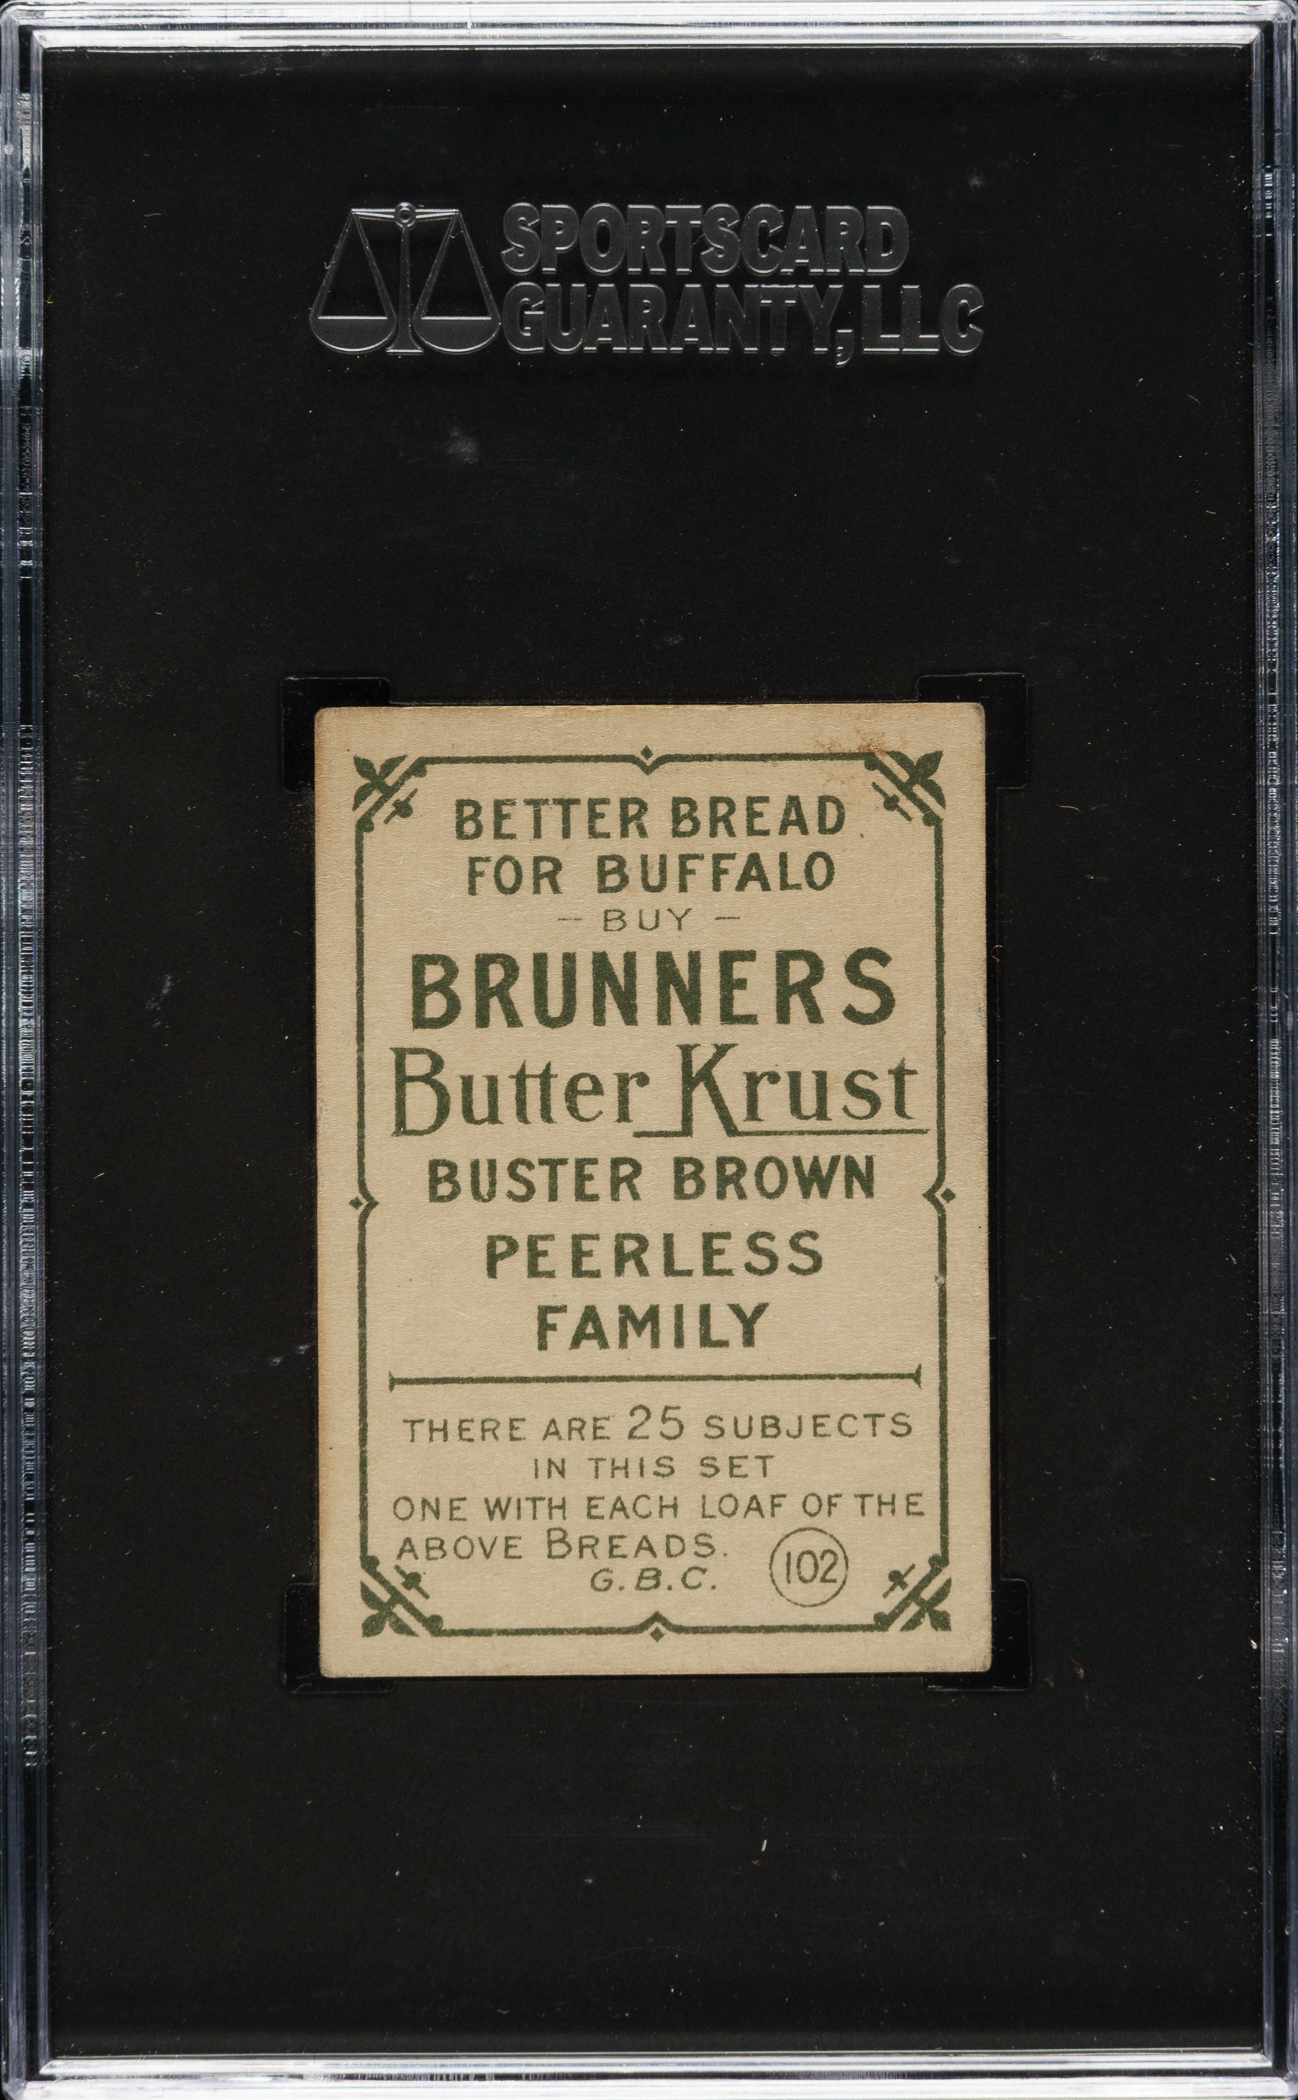 SPORTSCARD
GUARANTY, LLC
BETTER BREAD
FOR BUFFALO
- BUY -
BRUNNERS
Butter Krust
BUSTER BROWN
PEERLESS
FAMILY
THERE ARE 25 SUBJECTS
IN THIS SET
ONE WITH EACH LOAF OF THE
ABOVE BREADS.
G.B.C. 102